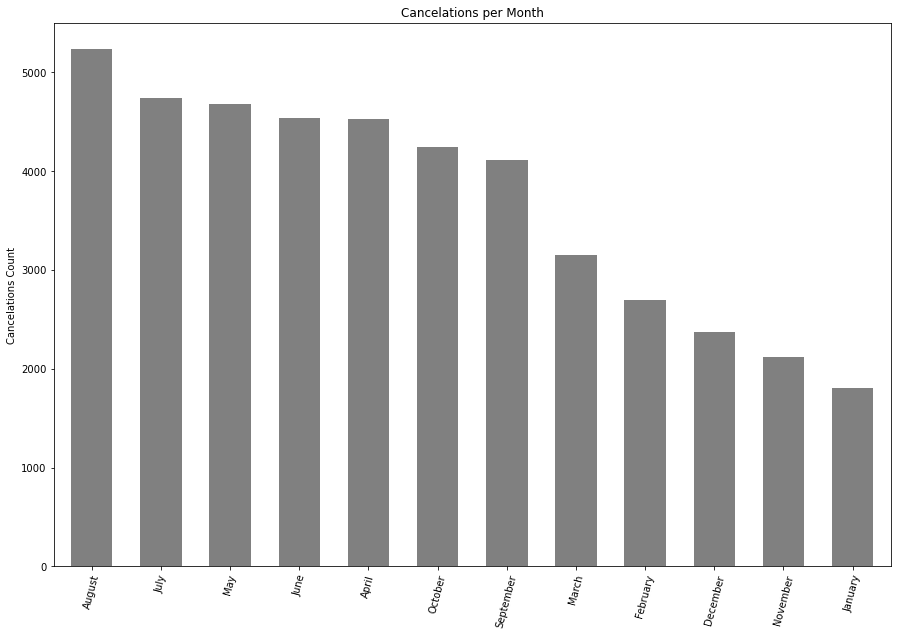 Cancelations per Month
Cancelations Count
5000
4000
3000
2000
1000
0
August
July
May
June
April
October
September
March
February
December
November
January